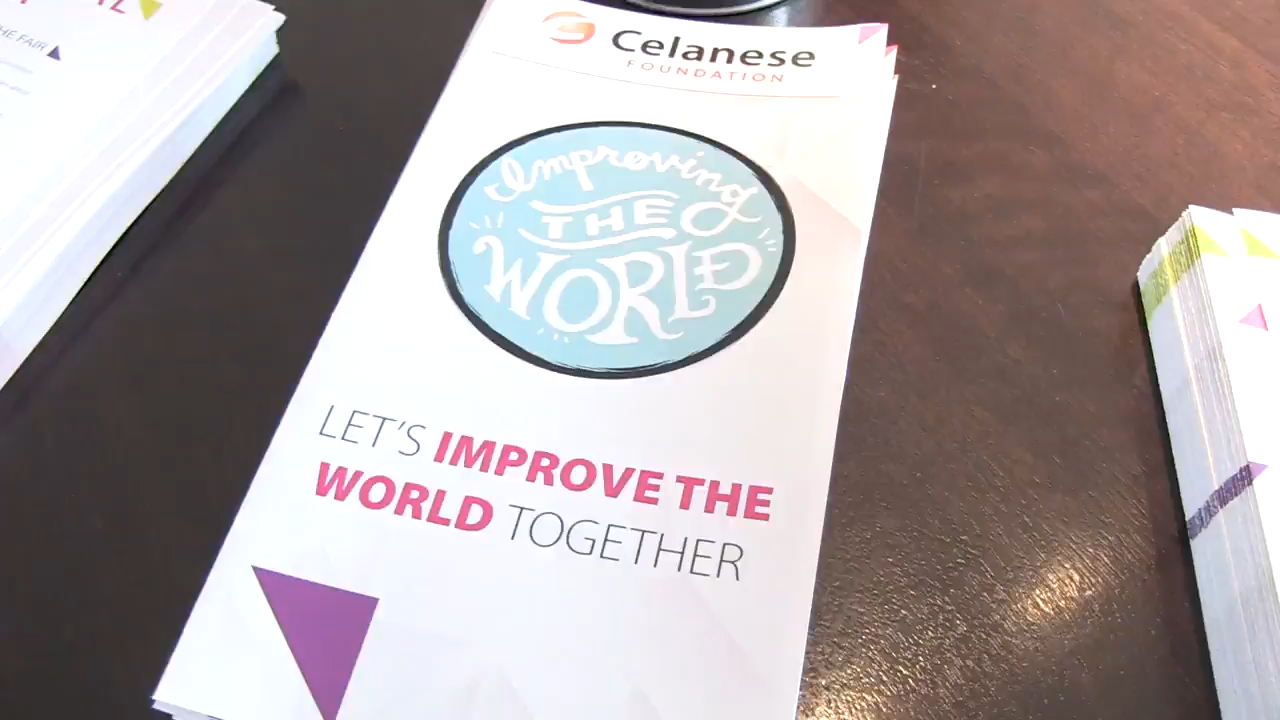 HE FAIR
Celanese
FOUNDATION
Improving
THE
WORLD
LET'S IMPROVE THE
WORLD TOGETHER